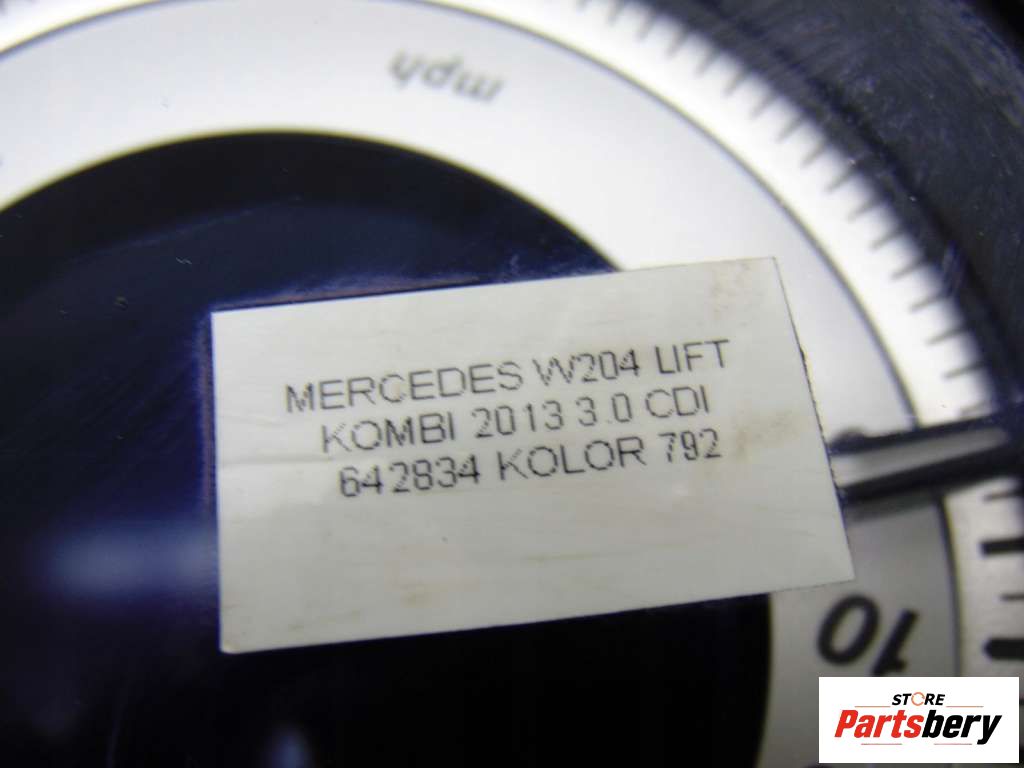 mph
MERCEDES W204 LIFT
KOMBI 2013 3.0 CDI
642834 KOLOR 792
10
STORE
Partsbery